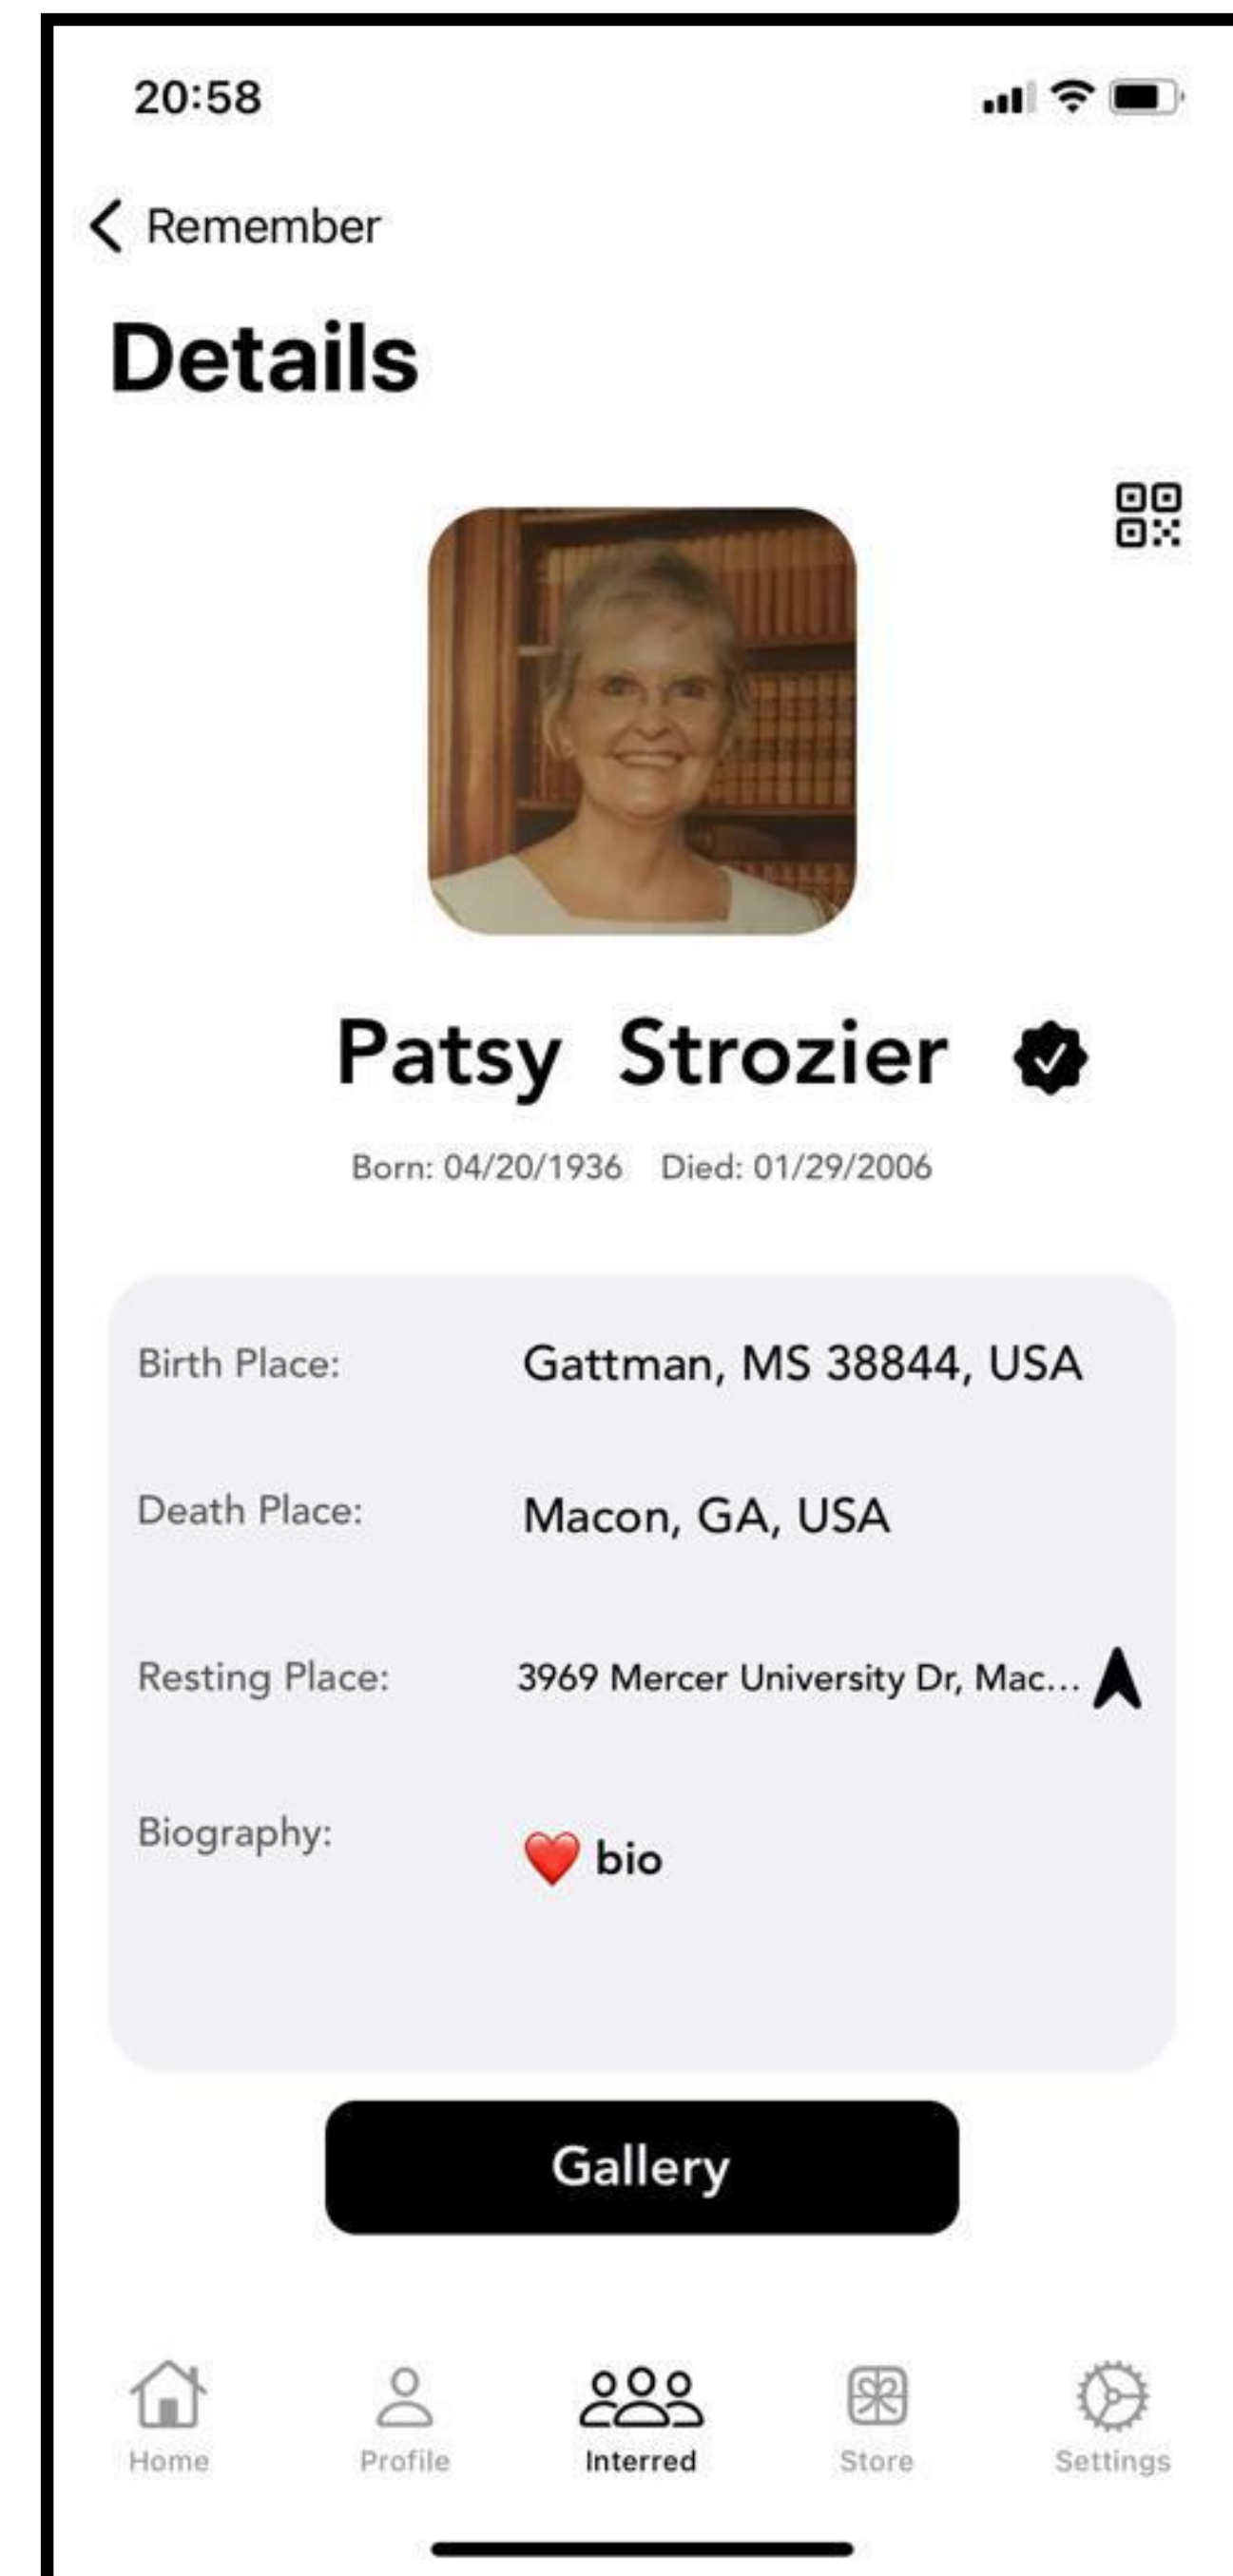 20:58
Remember
Details
Patsy Strozier
Born: 04/20/1936 Died: 01/29/2006
Birth Place: Gattman, MS 38844, USA
Death Place: Macon, GA, USA
Resting Place: 3969 Mercer University Dr, Mac...
Biography: ❤️ bio
Gallery
Home Profile Interred Store Settings